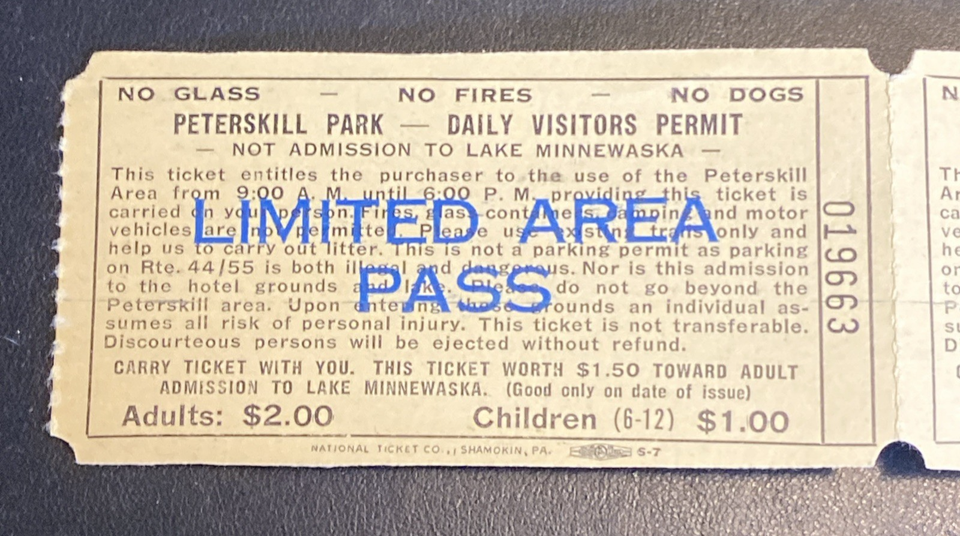 NO GLASS — NO FIRES — NO DOGS
PETERSKILL PARK — DAILY VISITORS PERMIT
— NOT ADMISSION TO LAKE MINNEWASKA —
This ticket entitles the purchaser to the use of the Peterskill
Area from 9:00 A. M. until 6:00 P. M. providing this ticket is
carried on your person. Fires, glass containers, camping and motor
vehicles are not permitted. Please use existing trails only and
help us to carry out litter. This is not a parking permit as parking
on Rte. 44/55 is both illegal and dangerous. Nor is this admission
to the hotel grounds and lake. Please do not go beyond the
Peterskill area. Upon entering these grounds an individual as-
sumes all risk of personal injury. This ticket is not transferable.
Discourteous persons will be ejected without refund.
CARRY TICKET WITH YOU. THIS TICKET WORTH $1.50 TOWARD ADULT
ADMISSION TO LAKE MINNEWASKA. (Good only on date of issue)
Adults: $2.00 Children (6-12) $1.00
NATIONAL TICKET CO., SHAMOKIN, PA. S-7
LIMITED AREA
PASS
019663